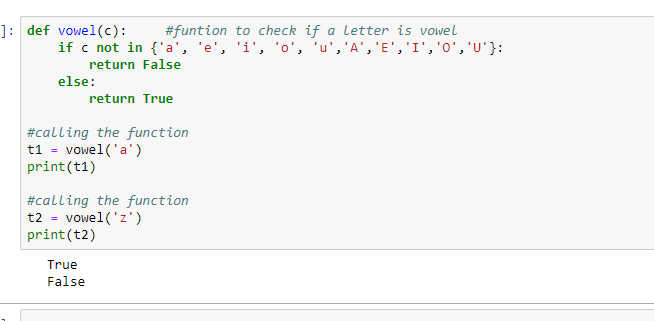 ]: def vowel(c):     #funtion to check if a letter is vowel
    if c not in {'a', 'e', 'i', 'o', 'u','A','E','I','O','U'}:
        return False
    else:
        return True
#calling the function
t1 = vowel('a')
print(t1)
#calling the function
t2 = vowel('z')
print(t2)
True
False